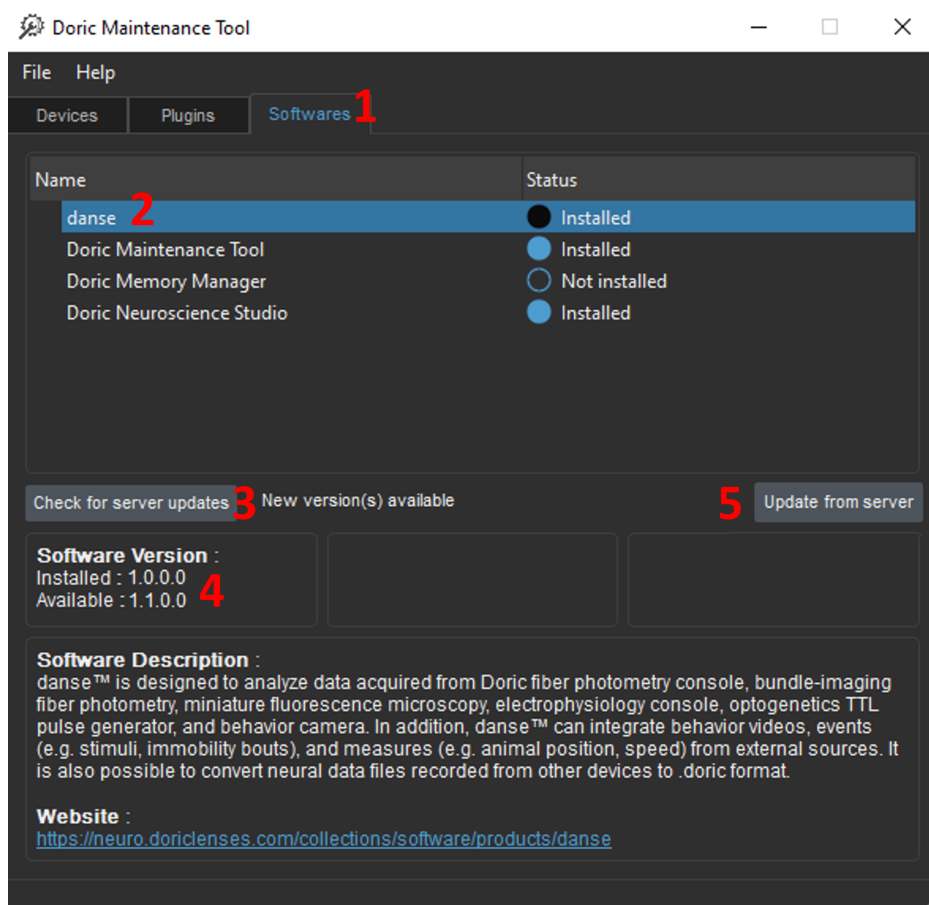 Doric Maintenance Tool
File Help
Devices Plugins Softwares 1
Name Status
danse 2 Installed
Doric Maintenance Tool Installed
Doric Memory Manager Not installed
Doric Neuroscience Studio Installed
Check for server updates 3 New version(s) available 5 Update from server
Software Version :
Installed : 1.0.0.0
Available : 1.1.0.0 4
Software Description :
danse™ is designed to analyze data acquired from Doric fiber photometry console, bundle-imaging
fiber photometry, miniature fluorescence microscopy, electrophysiology console, optogenetics TTL
pulse generator, and behavior camera. In addition, danse™ can integrate behavior videos, events
(e.g. stimuli, immobility bouts), and measures (e.g. animal position, speed) from external sources. It
is also possible to convert neural data files recorded from other devices to .doric format.
Website :
https://neuro.doriclenses.com/collections/software/products/danse